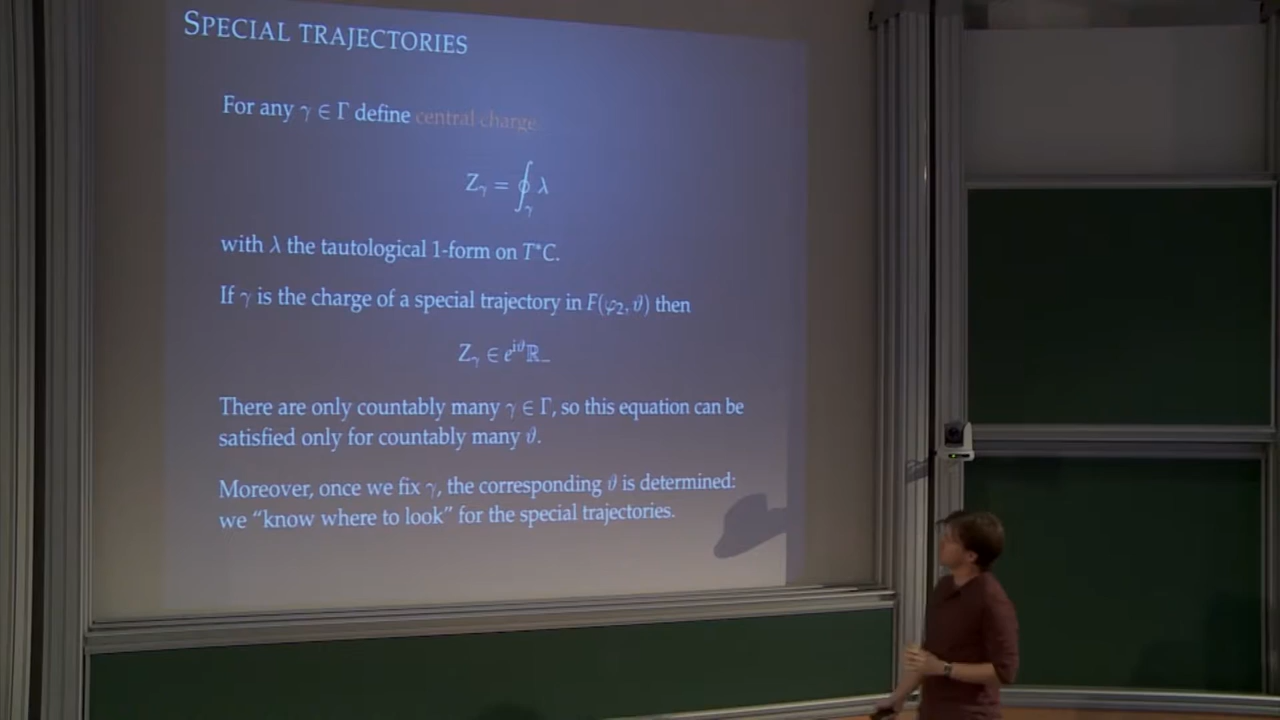 SPECIAL TRAJECTORIES
For any γ ∈ Γ define central charge
Z_γ = ∮_γ λ
with λ the tautological 1-form on T*C.
If γ is the charge of a special trajectory in F(φ₂, ϑ) then
Z_γ ∈ e^{iϑ}ℝ₋
There are only countably many γ ∈ Γ, so this equation can be
satisfied only for countably many ϑ.
Moreover, once we fix γ, the corresponding ϑ is determined:
we “know where to look” for the special trajectories.